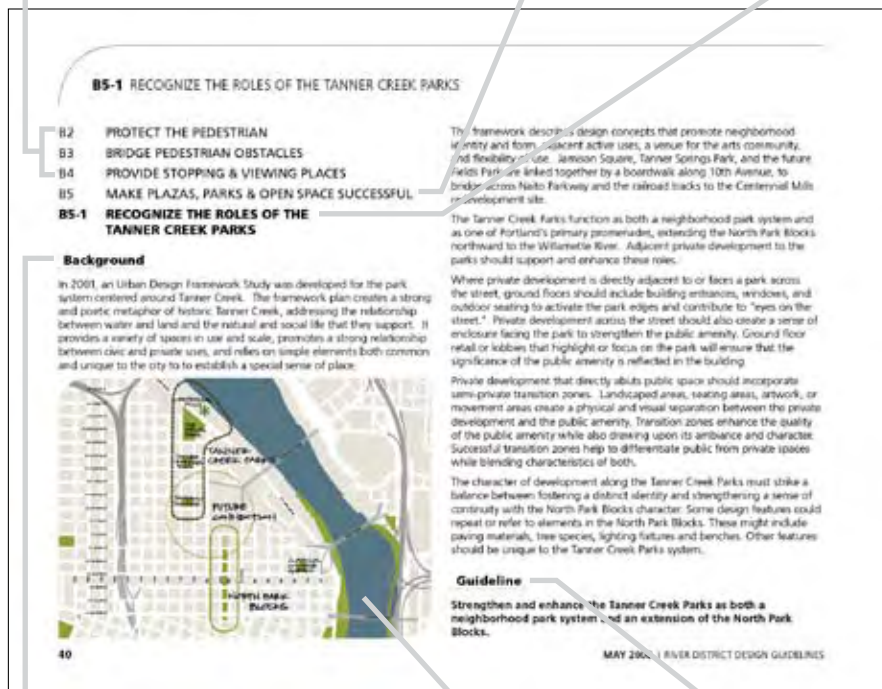 B5-1 RECOGNIZE THE ROLES OF THE TANNER CREEK PARKS
B2 PROTECT THE PEDESTRIAN
B3 BRIDGE PEDESTRIAN OBSTACLES
B4 PROVIDE STOPPING & VIEWING PLACES
B5 MAKE PLAZAS, PARKS & OPEN SPACE SUCCESSFUL
B5-1 RECOGNIZE THE ROLES OF THE
TANNER CREEK PARKS
Background
In 2001, an Urban Design Framework Study was developed for the park
system centered around Tanner Creek. The framework plan creates a strong
and poetic metaphor of historic Tanner Creek, addressing the relationship
between water and land and the natural and social life that they support. It
provides a variety of spaces in use and scale, promotes a strong relationship
between civic and private uses, and relies on simple elements both common
and unique to the city to to establish a special sense of place.
TANNER
CREEK PARKS
FUTURE
CONNECTION
NORTH PARK
BLOCKS
The framework describes design concepts that promote neighborhood
identity and form, adjacent active uses, a venue for the arts community,
and flexibility of use. Jamison Square, Tanner Springs Park, and the future
Fields Park are linked together by a boardwalk along 10th Avenue, to
bridge across Naito Parkway and the railroad tracks to the Centennial Mills
redevelopment site.
The Tanner Creek Parks function as both a neighborhood park system and
as one of Portland's primary promenades, extending the North Park Blocks
northward to the Willamette River. Adjacent private development to the
parks should support and enhance these roles.
Where private development is directly adjacent to or faces a park across
the street, ground floors should include building entrances, windows, and
outdoor seating to activate the park edges and contribute to "eyes on the
street." Private development across the street should also create a sense of
enclosure facing the park to strengthen the public amenity. Ground floor
retail or lobbies that highlight or focus on the park will ensure that the
significance of the public amenity is reflected in the building.
Private development that directly abuts public space should incorporate
semi-private transition zones. Landscaped areas, seating areas, artwork, or
movement areas create a physical and visual separation between the private
development and the public amenity. Transition zones enhance the quality
of the public amenity while also drawing upon its ambiance and character.
Successful transition zones help to differentiate public from private spaces
while blending characteristics of both.
The character of development along the Tanner Creek Parks must strike a
balance between fostering a distinct identity and strengthening a sense of
continuity with the North Park Blocks character. Some design features could
repeat or refer to elements in the North Park Blocks. These might include
paving materials, tree species, lighting fixtures and benches. Other features
should be unique to the Tanner Creek Parks system.
Guideline
Strengthen and enhance the Tanner Creek Parks as both a
neighborhood park system and an extension of the North Park
Blocks.
40
MAY | RIVER DISTRICT DESIGN GUIDELINES